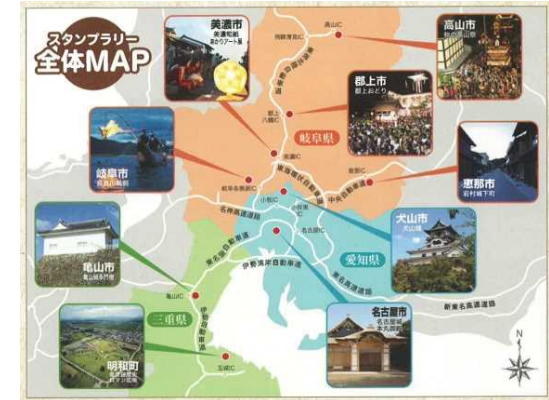 スタンプラリー
全体MAP
美濃市
美濃和紙
あかりアート展
高山IC
飛騨清見IC
高山市
秋の高山祭
郡上市
郡上おどり
郡上
八幡IC
岐阜県
岐阜市
長良川鵜飼
美濃IC
東海環状自動車道
岐阜各務原IC
恵那IC
中央自動車道
恵那市
岩村城下町
小牧IC
小牧東IC
名神高速道路
犬山市
犬山城
名古屋IC
亀山市
亀山城多門櫓
東名阪自動車道
愛知県
伊勢湾岸自動車道
東名高速道路
新東名高速道路
亀山IC
三重県
伊勢自動車道
名古屋市
名古屋城
本丸御殿
明和町
玉城IC
N